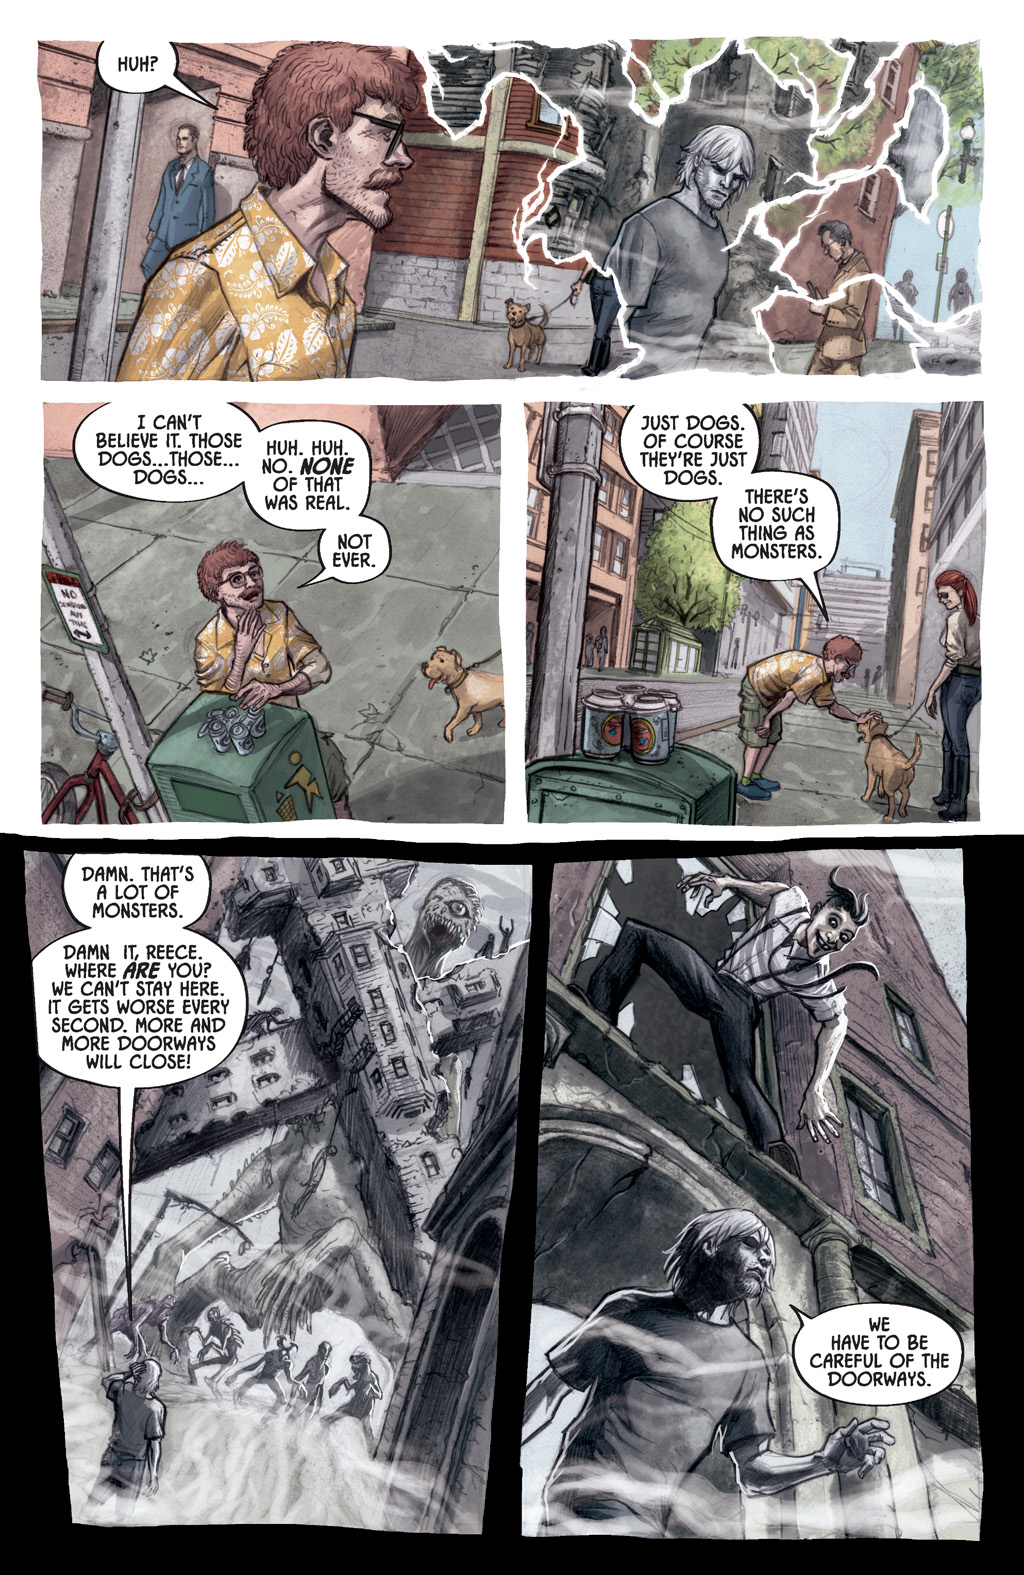 HUH?
I CAN'T
BELIEVE IT. THOSE
DOGS...THOSE...
DOGS...
HUH. HUH.
NO. NONE
OF THAT
WAS REAL.
NOT
EVER.
NO
JUST DOGS.
OF COURSE
THEY'RE JUST
DOGS.
THERE'S
NO SUCH
THING AS
MONSTERS.
DAMN. THAT'S
A LOT OF
MONSTERS.
DAMN IT, REECE.
WHERE ARE YOU?
WE CAN'T STAY HERE.
IT GETS WORSE EVERY
SECOND. MORE AND
MORE DOORWAYS
WILL CLOSE!
WE
HAVE TO BE
CAREFUL OF THE
DOORWAYS.